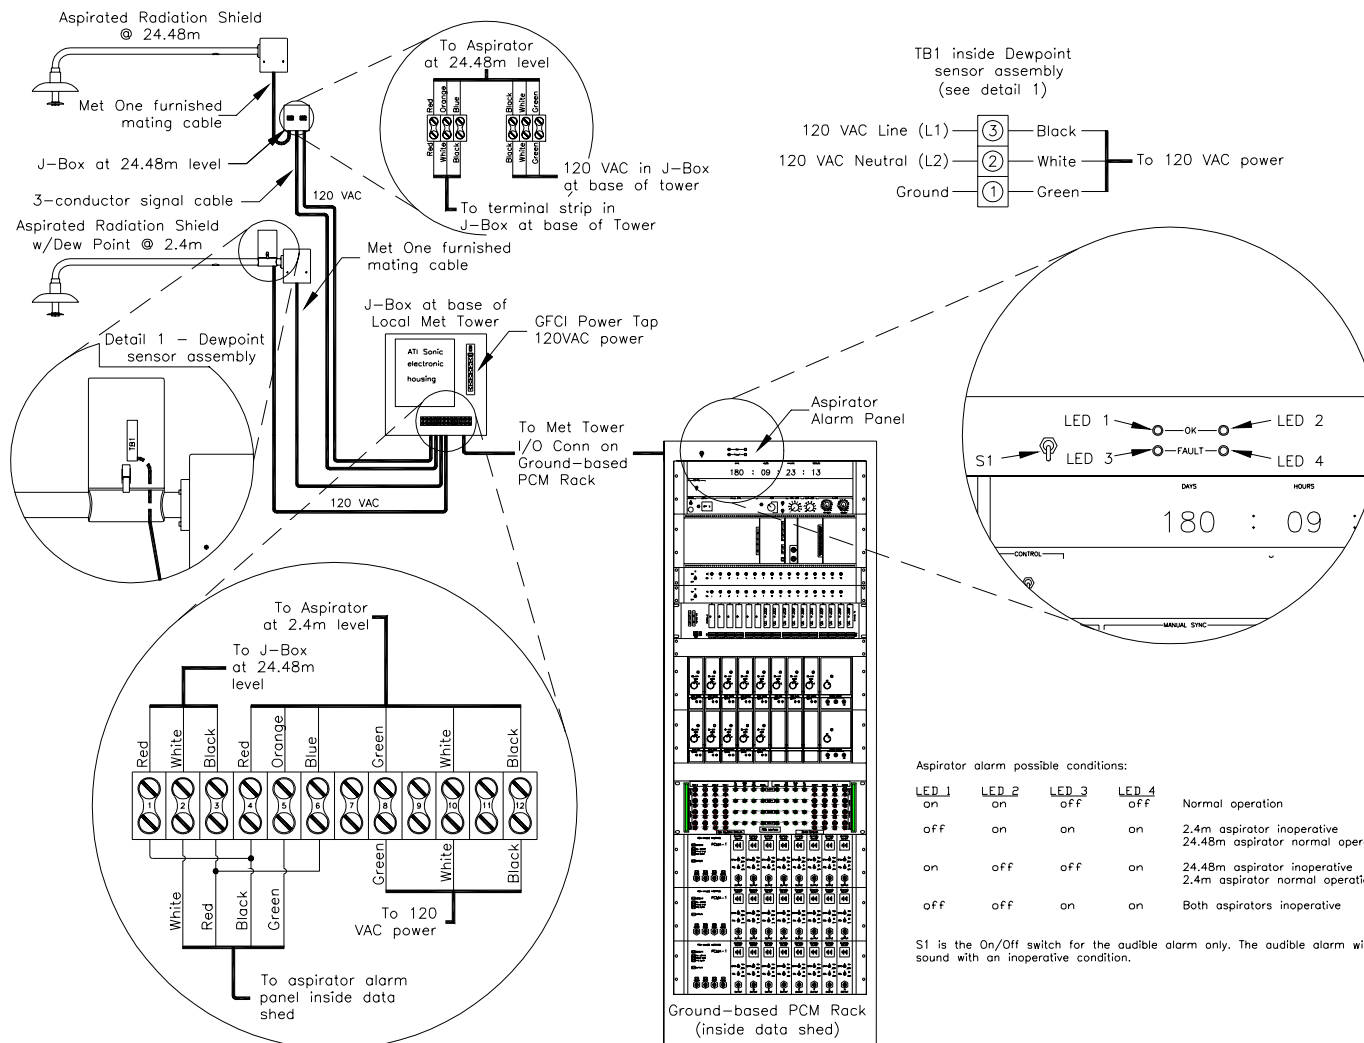 Aspirated Radiation Shield
@ 24.48m
Met One furnished
mating cable
J-Box at 24.48m level
3-conductor signal cable
120 VAC
Aspirated Radiation Shield
w/Dew Point @ 2.4m
Met One furnished
mating cable
To Aspirator
at 24.48m level
Red
Orange
Blue
Black
White
Green
Red
White
Black
Black
White
Green
120 VAC in J-Box
at base of tower
To terminal strip in
J-Box at base of Tower
TB1 inside Dewpoint
sensor assembly
(see detail 1)
120 VAC Line (L1)
3
Black
120 VAC Neutral (L2)
2
White
To 120 VAC power
Ground
1
Green
J-Box at base of
Local Met Tower
GFCI Power Tap
120VAC power
ATI Sonic
electronic
housing
Detail 1 - Dewpoint
sensor assembly
TB1
120 VAC
To Met Tower
I/O Conn on
Ground-based
PCM Rack
Aspirator
Alarm Panel
180 : 09 : 23 : 13
LED 1
OK
LED 2
S1
LED 3
FAULT
LED 4
DAYS
HOURS
180 : 09 :
CONTROL
MANUAL SYNC
To Aspirator
at 2.4m level
To J-Box
at 24.48m
level
Red
White
Black
Red
Orange
Blue
Green
White
Black
1
2
3
4
5
6
7
8
9
10
11
12
White
Red
Black
Green
Green
White
Black
To 120
VAC power
To aspirator alarm
panel inside data
shed
PCM-1
PCM-1
PCM-1
Ground-based PCM Rack
(inside data shed)
Aspirator alarm possible conditions:
LED 1 LED 2 LED 3 LED 4
on on off off Normal operation
off on on on 2.4m aspirator inoperative
24.48m aspirator normal oper
on off off on 24.48m aspirator inoperative
2.4m aspirator normal operati
off off on on Both aspirators inoperative
S1 is the On/Off switch for the audible alarm only. The audible alarm wi
sound with an inoperative condition.